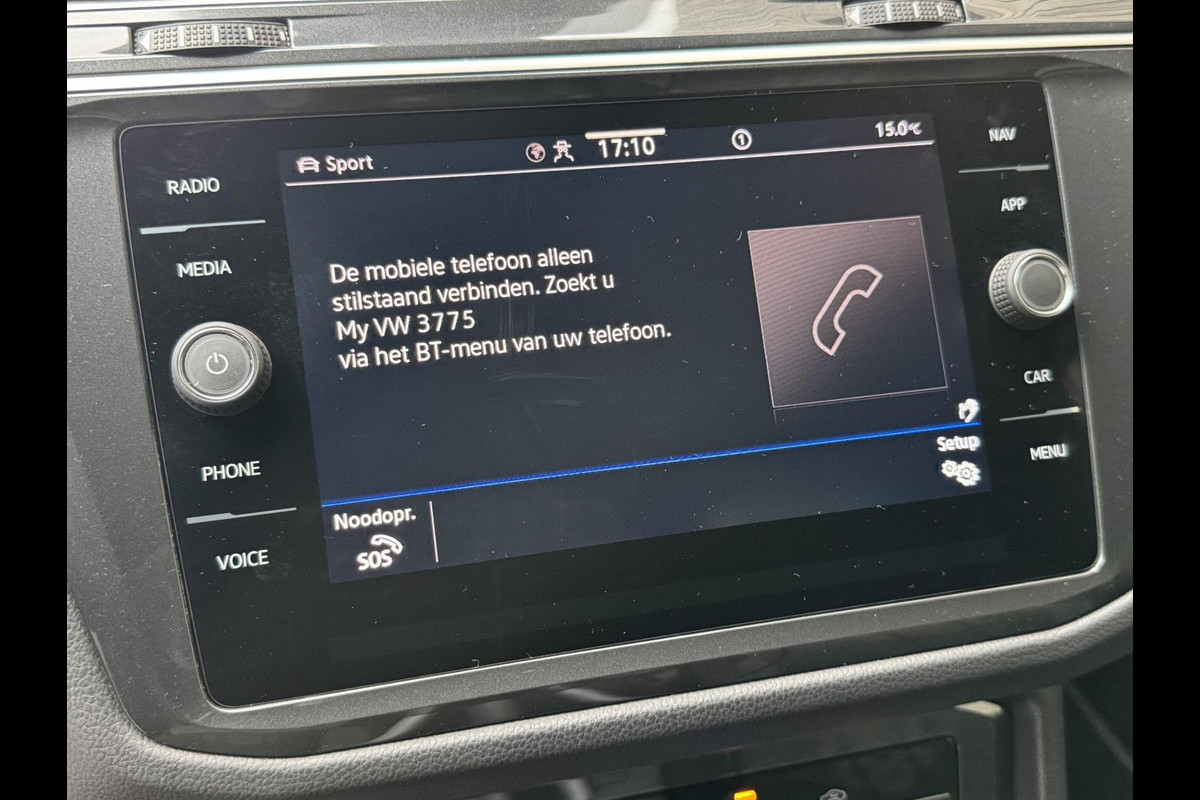 Sport
17:10
1
15.0°C
RADIO
MEDIA
PHONE
VOICE
De mobiele telefoon alleen
stilstaand verbinden. Zoekt u
My VW 3775
via het BT-menu van uw telefoon.
Setup
Noodopr.
SOS
NAV
APP
CAR
MENU